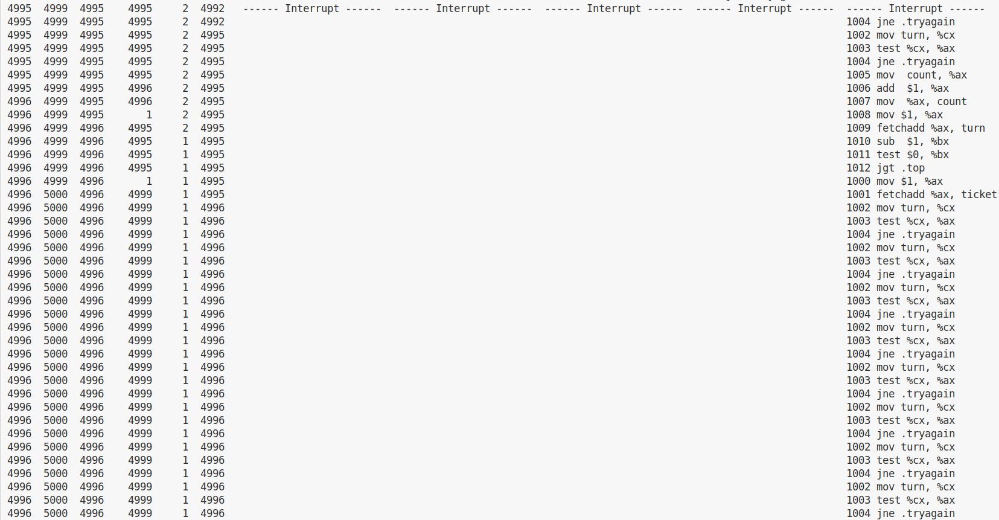 4995 4999 4995 4995 2 4992 ------ Interrupt ------ ------ Interrupt ------ ------ Interrupt ------ ------ Interrupt ------ ------ Interrupt ------
4995 4999 4995 4995 2 4992 1004 jne .tryagain
4995 4999 4995 4995 2 4995 1002 mov turn, %cx
4995 4999 4995 4995 2 4995 1003 test %cx, %ax
4995 4999 4995 4995 2 4995 1004 jne .tryagain
4995 4999 4995 4995 2 4995 1005 mov  count, %ax
4995 4999 4995 4996 2 4995 1006 add  $1, %ax
4996 4999 4995 4996 2 4995 1007 mov  %ax, count
4996 4999 4995 1 2 4995 1008 mov $1, %ax
4996 4999 4996 4995 2 4995 1009 fetchadd %ax, turn
4996 4999 4996 4995 1 4995 1010 sub  $1, %bx
4996 4999 4996 4995 1 4995 1011 test $0, %bx
4996 4999 4996 4995 1 4995 1012 jgt .top
4996 4999 4996 1 1 4995 1000 mov $1, %ax
4996 5000 4996 4999 1 4995 1001 fetchadd %ax, ticket
4996 5000 4996 4999 1 4996 1002 mov turn, %cx
4996 5000 4996 4999 1 4996 1003 test %cx, %ax
4996 5000 4996 4999 1 4996 1004 jne .tryagain
4996 5000 4996 4999 1 4996 1002 mov turn, %cx
4996 5000 4996 4999 1 4996 1003 test %cx, %ax
4996 5000 4996 4999 1 4996 1004 jne .tryagain
4996 5000 4996 4999 1 4996 1002 mov turn, %cx
4996 5000 4996 4999 1 4996 1003 test %cx, %ax
4996 5000 4996 4999 1 4996 1004 jne .tryagain
4996 5000 4996 4999 1 4996 1002 mov turn, %cx
4996 5000 4996 4999 1 4996 1003 test %cx, %ax
4996 5000 4996 4999 1 4996 1004 jne .tryagain
4996 5000 4996 4999 1 4996 1002 mov turn, %cx
4996 5000 4996 4999 1 4996 1003 test %cx, %ax
4996 5000 4996 4999 1 4996 1004 jne .tryagain
4996 5000 4996 4999 1 4996 1002 mov turn, %cx
4996 5000 4996 4999 1 4996 1003 test %cx, %ax
4996 5000 4996 4999 1 4996 1004 jne .tryagain
4996 5000 4996 4999 1 4996 1002 mov turn, %cx
4996 5000 4996 4999 1 4996 1003 test %cx, %ax
4996 5000 4996 4999 1 4996 1004 jne .tryagain
4996 5000 4996 4999 1 4996 1002 mov turn, %cx
4996 5000 4996 4999 1 4996 1003 test %cx, %ax
4996 5000 4996 4999 1 4996 1004 jne .tryagain